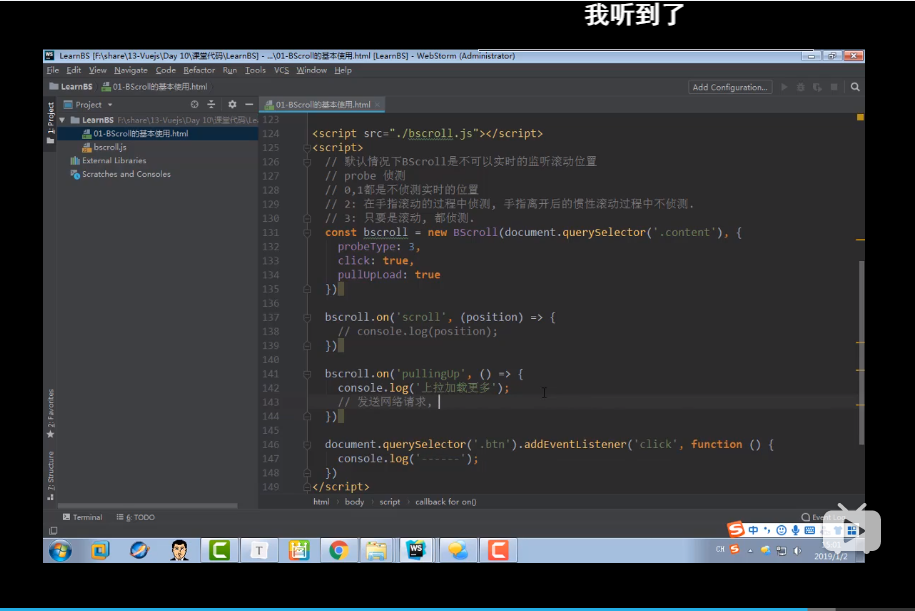 我听到了
LearnBS [F:\share\13-Vuejs\Day 10\课堂代码\LearnBS] - ...\01-BScroll的基本使用.html [LearnBS] - WebStorm (Administrator)
File Edit View Navigate Code Refactor Run Tools VCS Window Help
LearnBS 01-BScroll的基本使用.html Add Configuration...
Project 01-BScroll的基本使用.html
1: Project
LearnBS F:\share\13-Vuejs\Day 10\课堂代码\Le
01-BScroll的基本使用.html
bscroll.js
External Libraries
Scratches and Consoles
123
124 <script src="./bscroll.js"></script>
125 <script>
126 // 默认情况下BScroll是不可以实时的监听滚动位置
127 // probe 侦测
128 // 0,1都是不侦测实时的位置
129 // 2: 在手指滚动的过程中侦测, 手指离开后的惯性滚动过程中不侦测.
130 // 3: 只要是滚动, 都侦测.
131 const bscroll = new BScroll(document.querySelector('.content'), {
132 probeType: 3,
133 click: true,
134 pullUpLoad: true
135 })
136
137 bscroll.on('scroll', (position) => {
138 // console.log(position);
139 })
140
141 bscroll.on('pullingUp', () => {
142 console.log('上拉加载更多');
143 // 发送网络请求,
144 })
145
146 document.querySelector('.btn').addEventListener('click', function () {
147 console.log('------');
148 })
149 </script>
2: Favorites
7: Structure
html body script callback for on()
Terminal 6: TODO Event Log
中
T WS CH
2019/1/2